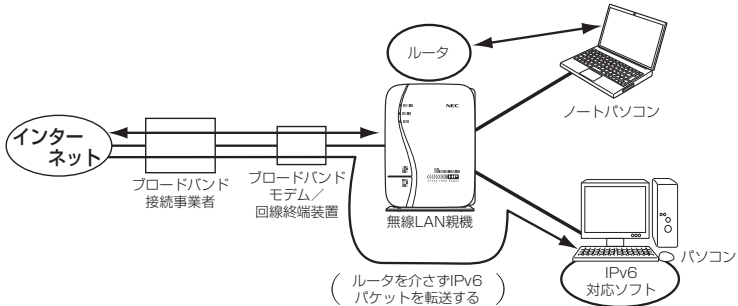 ルータ
NEC
ノートパソコン
インター
ネット
ブロードバンド
接続事業者
ブロードバンド
モデム／
回線終端装置
無線LAN親機
パソコン
IPv6
対応ソフト
ルータを介さずIPv6
パケットを転送する